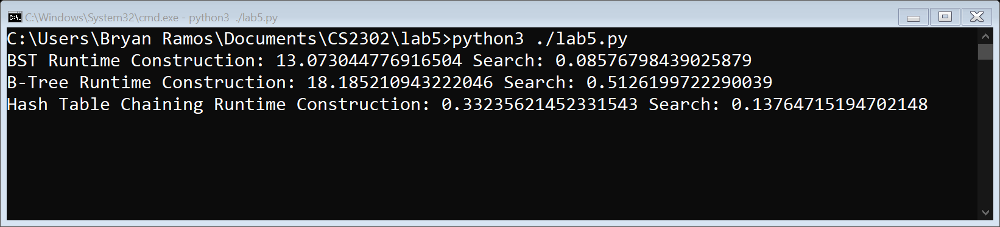 C:\Windows\System32\cmd.exe - python3 ./lab5.py
C:\Users\Bryan Ramos\Documents\CS2302\lab5>python3 ./lab5.py
BST Runtime Construction: 13.073044776916504 Search: 0.08576798439025879
B-Tree Runtime Construction: 18.185210943222046 Search: 0.5126199722290039
Hash Table Chaining Runtime Construction: 0.33235621452331543 Search: 0.13764715194702148